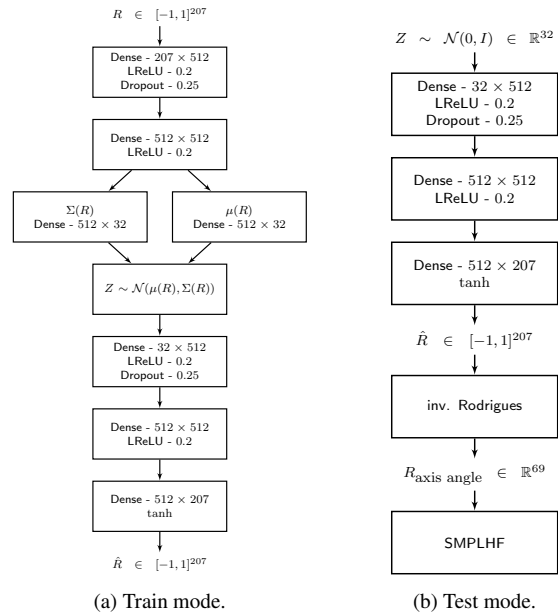 R ∈ [-1, 1]^207
Dense - 207 × 512
LReLU - 0.2
Dropout - 0.25
Dense - 512 × 512
LReLU - 0.2
Σ(R)
Dense - 512 × 32
μ(R)
Dense - 512 × 32
Z ∼ N(μ(R), Σ(R))
Dense - 32 × 512
LReLU - 0.2
Dropout - 0.25
Dense - 512 × 512
LReLU - 0.2
Dense - 512 × 207
tanh
R̂ ∈ [-1, 1]^207
(a) Train mode.
Z ∼ N(0, I) ∈ ℝ^32
Dense - 32 × 512
LReLU - 0.2
Dropout - 0.25
Dense - 512 × 512
LReLU - 0.2
Dense - 512 × 207
tanh
R̂ ∈ [-1, 1]^207
inv. Rodrigues
R_axis angle ∈ ℝ^69
SMPLHF
(b) Test mode.